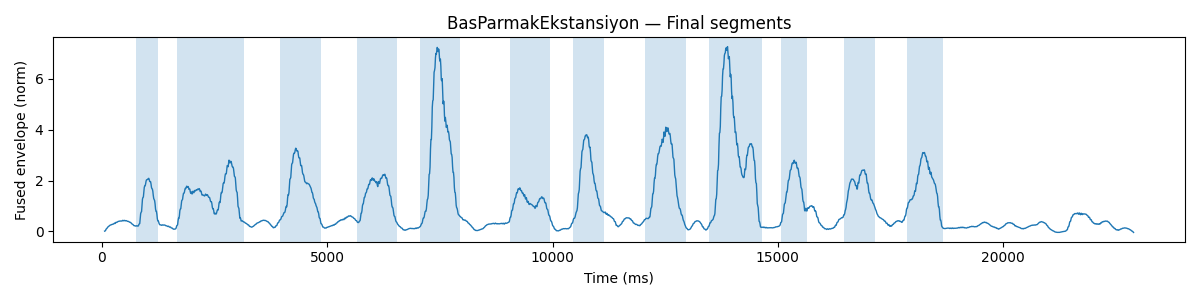 BasParmakEkstansiyon — Final segments
Fused envelope (norm)
6
4
2
0
0 5000 10000 15000 20000
Time (ms)